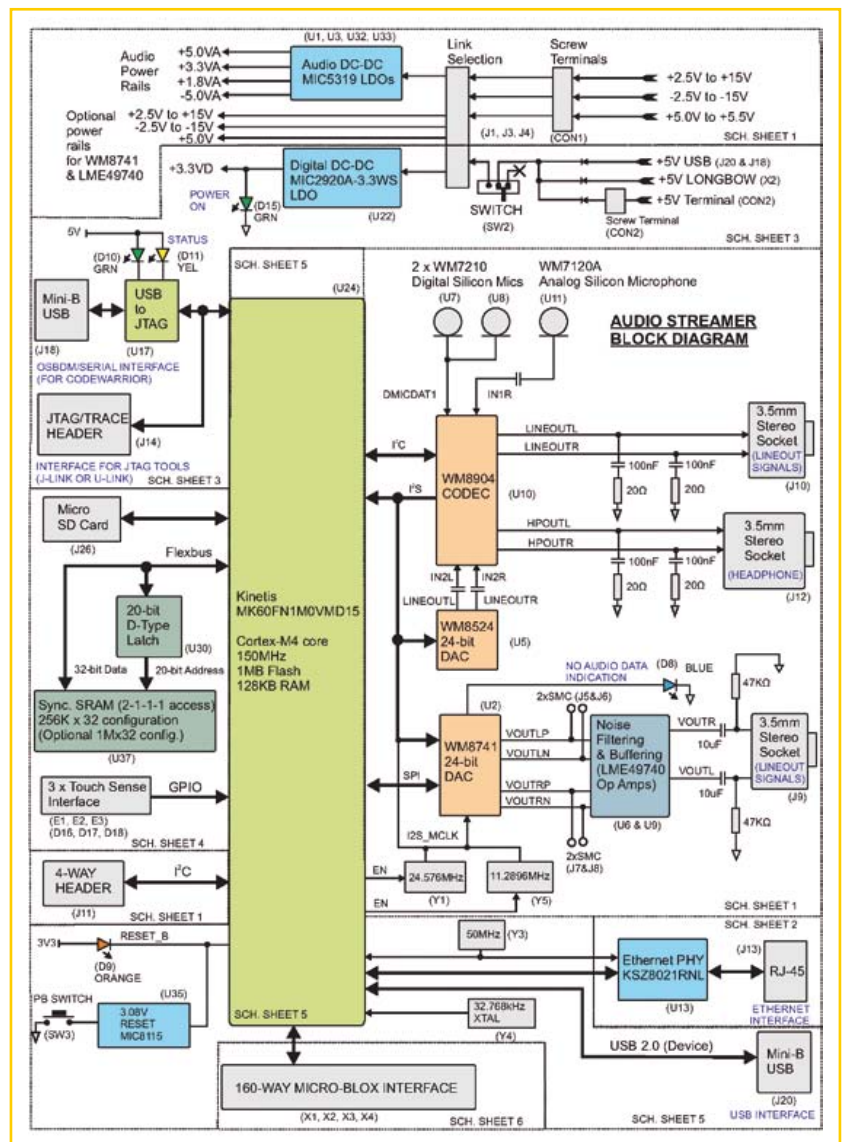 (U1, U3, U32, U33)
Audio
Power
Rails
+5.0VA
+3.3VA
+1.8VA
-5.0VA
Audio DC-DC
MIC5319 LDOs
Link
Selection
Screw
Terminals
+2.5V to +15V
-2.5V to -15V
+5.0V to +5.5V
(J1, J3, J4)
(CON1)
SCH. SHEET 1
Optional
power
rails
for WM8741
& LME49740
+2.5V to +15V
-2.5V to -15V
+5.0V
+3.3VD
Digital DC-DC
MIC2920A-3.3WS
LDO
(U22)
POWER
ON
(D15)
GRN
SWITCH
(SW2)
+5V USB (J20 & J18)
+5V LONGBOW (X2)
+5V Terminal (CON2)
Screw Terminal
(CON2)
SCH. SHEET 3
5V
STATUS
(D10)
GRN
(D11)
YEL
Mini-B
USB
(J18)
USB
to
JTAG
(U17)
OSBDM/SERIAL INTERFACE
(FOR CODEWARRIOR)
JTAG/TRACE
HEADER
(J14)
INTERFACE FOR JTAG TOOLS
(J-LINK OR U-LINK)
SCH. SHEET 3
SCH. SHEET 5
(U24)
Kinetis
MK60FN1M0VMD15
Cortex-M4 core
150MHz
1MB Flash
128KB RAM
SCH. SHEET 5
2 x WM7210
Digital Silicon Mics
(U7)
(U8)
WM7120A
Analog Silicon Microphone
(U11)
AUDIO STREAMER
BLOCK DIAGRAM
DMICDAT1
IN1R
I²C
I²S
WM8904
CODEC
(U10)
LINEOUTL
LINEOUTR
100nF
100nF
20Ω
20Ω
3.5mm
Stereo
Socket
(LINEOUT
SIGNALS)
(J10)
HPOUTL
HPOUTR
100nF
100nF
20Ω
20Ω
3.5mm
Stereo
Socket
(HEADPHONE)
(J12)
IN2L
IN2R
LINEOUTL
LINEOUTR
WM8524
24-bit
DAC
(U5)
Micro
SD Card
(J26)
Flexbus
20-bit
D-Type
Latch
(U30)
32-bit Data
20-bit Address
Sync. SRAM (2-1-1-1 access)
256K x 32 configuration
(Optional 1Mx32 config.)
(U37)
3 x Touch Sense
Interface
GPIO
(E1, E2, E3)
(D16, D17, D18)
SCH. SHEET 4
NO AUDIO DATA
INDICATION
(D8)
BLUE
(U2)
WM8741
24-bit
DAC
SPI
2xSMC (J5&J6)
VOUTLP
VOUTLN
VOUTRP
VOUTRN
2xSMC
(J7&J8)
Noise
Filtering
& Buffering
(LME49740
Op Amps)
(U6 & U9)
VOUTR
10uF
VOUTL
10uF
47KΩ
47KΩ
3.5mm
Stereo
Socket
(LINEOUT
SIGNALS)
(J9)
I2S_MCLK
EN
24.576MHz
(Y1)
11.2896MHz
(Y5)
EN
SCH. SHEET 1
4-WAY
HEADER
(J11)
I²C
SCH. SHEET 1
3V3
RESET_B
(D9)
ORANGE
PB SWITCH
(SW3)
(U35)
3.08V
RESET
MIC8115
50MHz
(Y3)
SCH. SHEET 2
Ethernet PHY
KSZ8021RNL
(U13)
(J13)
RJ-45
ETHERNET
INTERFACE
32.768kHz
XTAL
(Y4)
USB 2.0 (Device)
Mini-B
USB
(J20)
USB INTERFACE
SCH. SHEET 5
160-WAY MICRO-BLOX INTERFACE
(X1, X2, X3, X4)
SCH. SHEET 6